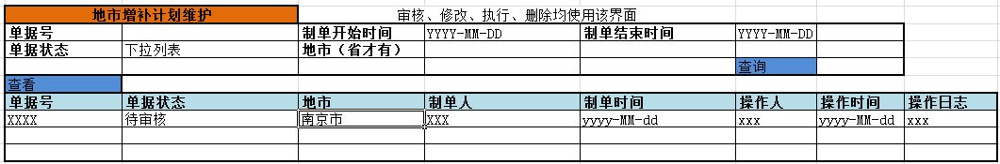 地市增补计划维护 审核、修改、执行、删除均使用该界面
单据号 制单开始时间 YYYY-MM-DD 制单结束时间 YYYY-MM-DD
单据状态 下拉列表 地市（省才有）
查询
查看
单据号 单据状态 地市 制单人 制单时间 操作人 操作时间 操作日志
XXXX 待审核 南京市 XXX yyyy-MM-dd xxx yyyy-MM-dd xxx